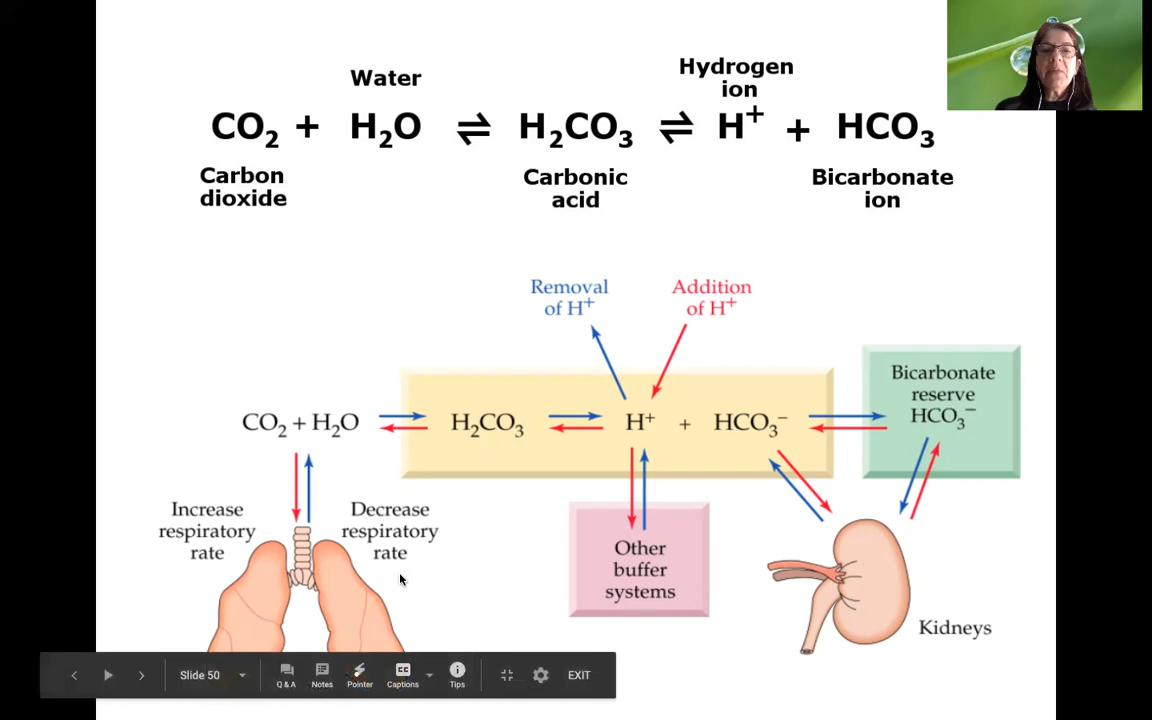 Water
Hydrogen
ion
CO₂ + H₂O ⇌ H₂CO₃ ⇌ H⁺ + HCO₃
Carbon
dioxide
Carbonic
acid
Bicarbonate
ion
Removal
of H⁺
Addition
of H⁺
Bicarbonate
reserve
HCO₃⁻
CO₂ + H₂O
H₂CO₃
H⁺ + HCO₃⁻
Increase
respiratory
rate
Decrease
respiratory
rate
Other
buffer
systems
Kidneys
Slide 50
Q & A
Notes
Pointer
CC
Captions
Tips
EXIT